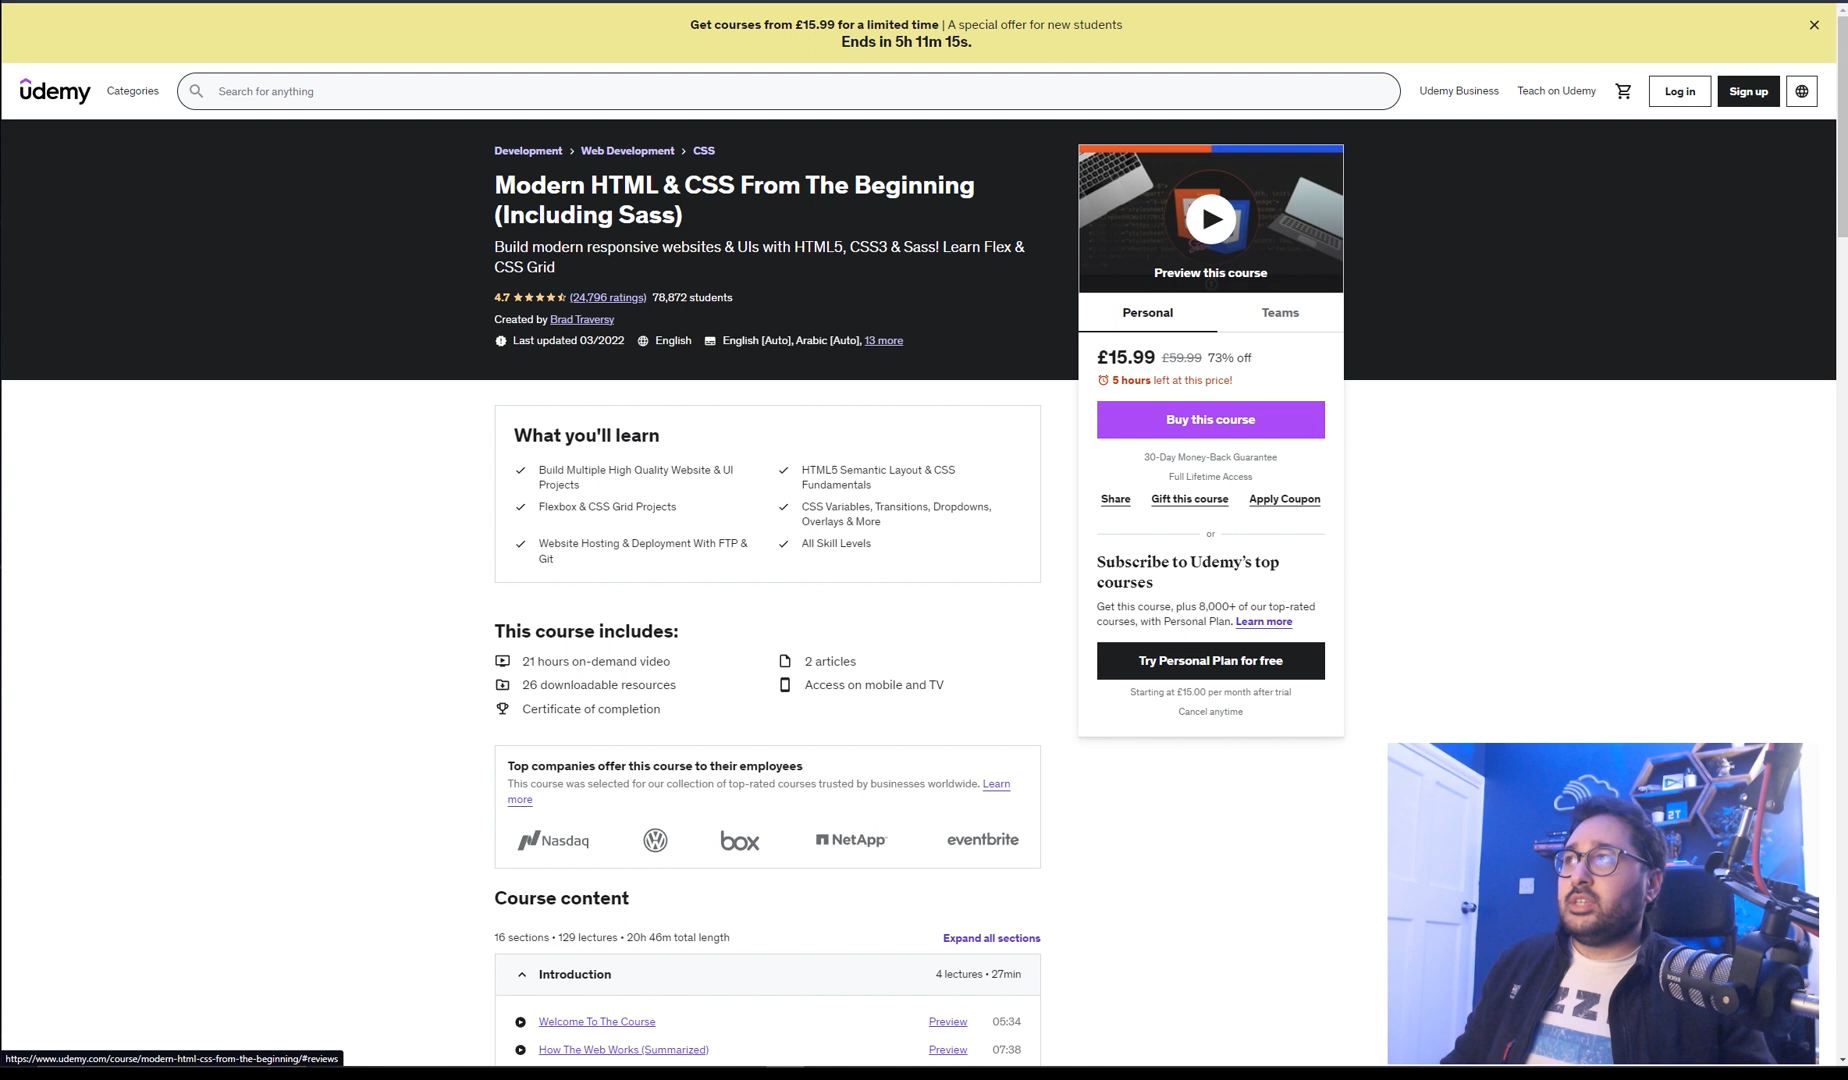 Get courses from £15.99 for a limited time | A special offer for new students
Ends in 5h 11m 15s.
udemy
Categories
Search for anything
Udemy Business
Teach on Udemy
Log in
Sign up
Development > Web Development > CSS
Modern HTML & CSS From The Beginning
(Including Sass)
Build modern responsive websites & UIs with HTML5, CSS3 & Sass! Learn Flex &
CSS Grid
4.7 (24,796 ratings) 78,872 students
Created by Brad Traversy
Last updated 03/2022 English English [Auto], Arabic [Auto], 13 more
Preview this course
Personal
Teams
£15.99 £59.99 73% off
5 hours left at this price!
Buy this course
30-Day Money-Back Guarantee
Full Lifetime Access
Share
Gift this course
Apply Coupon
or
Subscribe to Udemy's top
courses
Get this course, plus 8,000+ of our top-rated
courses, with Personal Plan. Learn more
Try Personal Plan for free
Starting at £15.00 per month after trial
Cancel anytime
What you'll learn
Build Multiple High Quality Website & UI
Projects
HTML5 Semantic Layout & CSS
Fundamentals
Flexbox & CSS Grid Projects
CSS Variables, Transitions, Dropdowns,
Overlays & More
Website Hosting & Deployment With FTP &
Git
All Skill Levels
This course includes:
21 hours on-demand video
2 articles
26 downloadable resources
Access on mobile and TV
Certificate of completion
Top companies offer this course to their employees
This course was selected for our collection of top-rated courses trusted by businesses worldwide. Learn
more
Nasdaq
box
NetApp
eventbrite
Course content
16 sections • 129 lectures • 20h 46m total length
Expand all sections
Introduction
4 lectures • 27min
Welcome To The Course
Preview
05:34
How The Web Works (Summarized)
Preview
07:38
https://www.udemy.com/course/modern-html-css-from-the-beginning/#reviews
2T